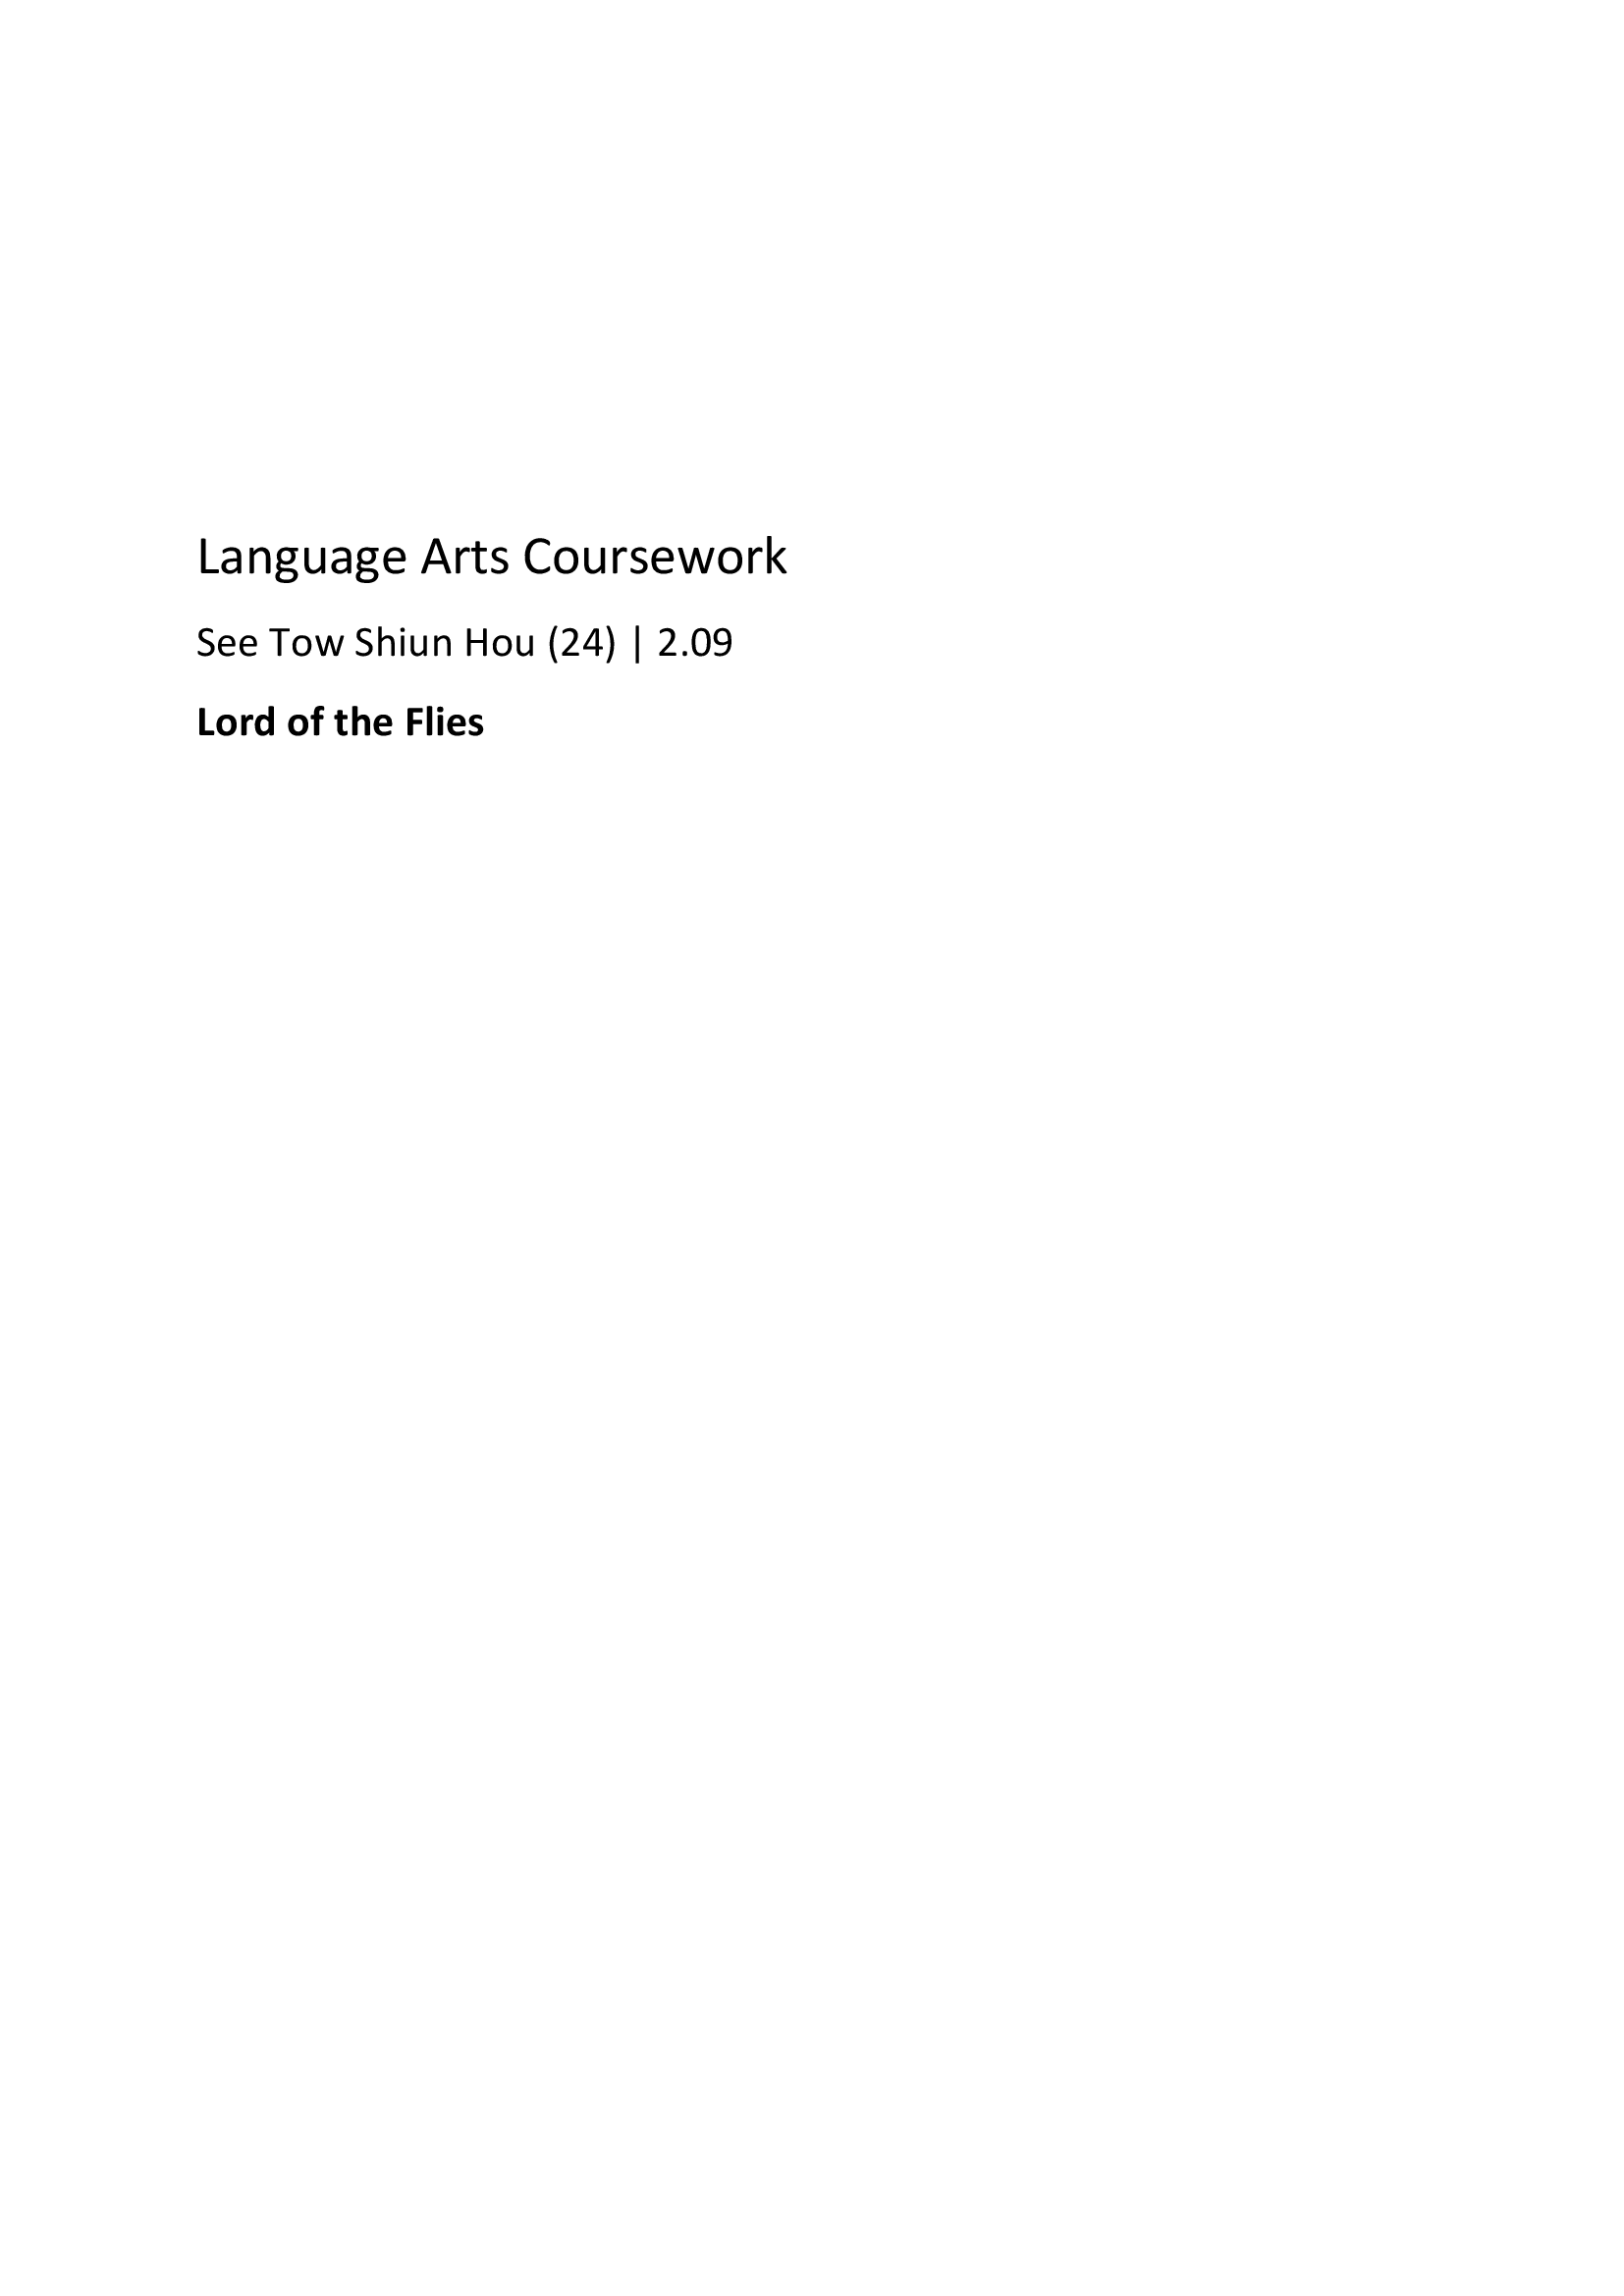 Language Arts Coursework
See Tow Shiun Hou (24) | 2.09
Lord of the Flies